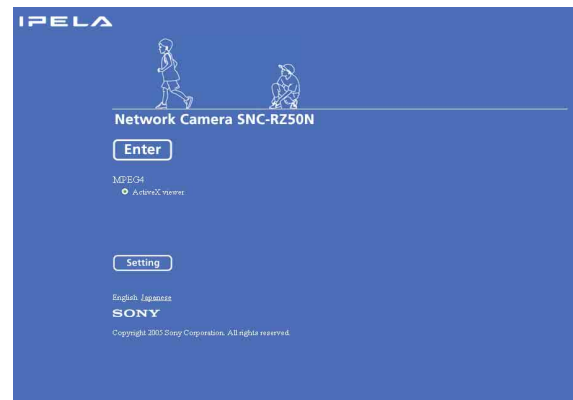 IPELA
Network Camera SNC-RZ50N
Enter
MPEG4
ActiveX viewer
Setting
English Japanese
SONY
Copyright 2005 Sony Corporation. All rights reserved.